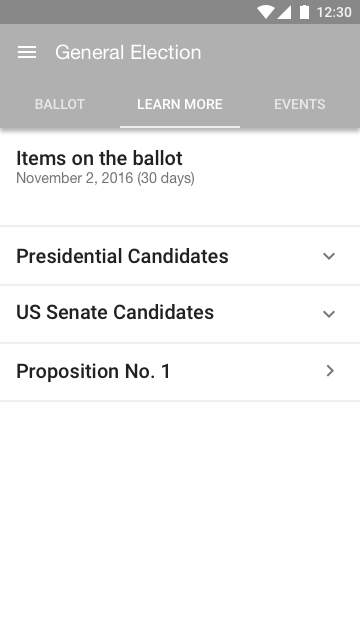 12:30
General Election
BALLOT LEARN MORE EVENTS
Items on the ballot
November 2, 2016 (30 days)
Presidential Candidates
US Senate Candidates
Proposition No. 1